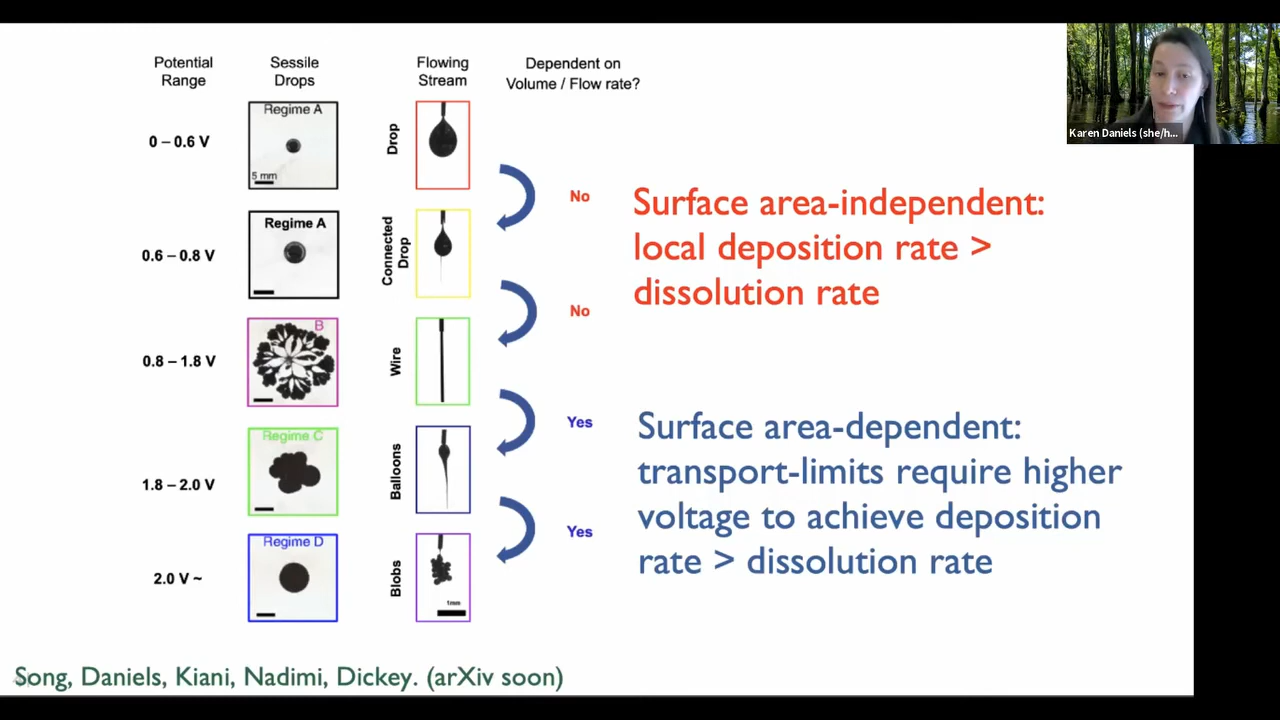 Potential
Range
Sessile
Drops
Flowing
Stream
Dependent on
Volume / Flow rate?
0 – 0.6 V
Regime A
5 mm
Drop
No
0.6 – 0.8 V
Regime A
Connected
Drop
No
0.8 – 1.8 V
B
Wire
Yes
1.8 – 2.0 V
Regime C
Balloons
Yes
2.0 V ~
Regime D
Blobs
1mm
Surface area-independent:
local deposition rate >
dissolution rate
Surface area-dependent:
transport-limits require higher
voltage to achieve deposition
rate > dissolution rate
Song, Daniels, Kiani, Nadimi, Dickey. (arXiv soon)
Karen Daniels (she/h...